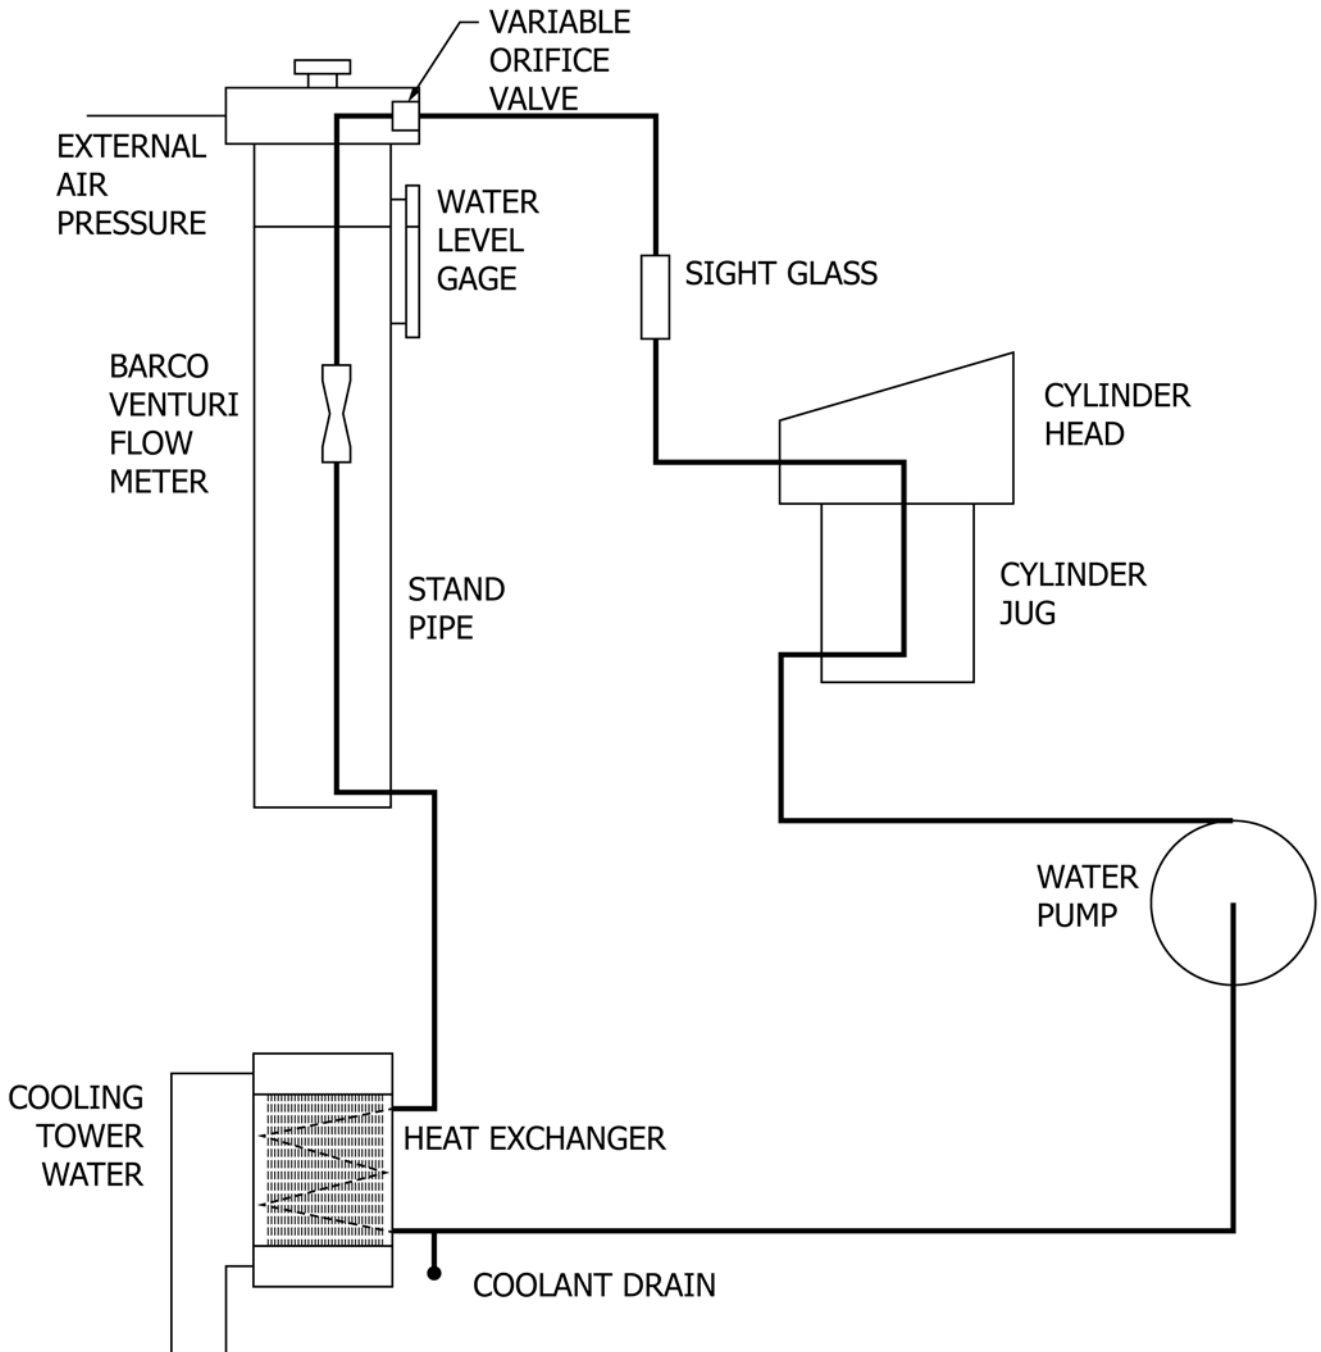 VARIABLE
ORIFICE
VALVE
EXTERNAL
AIR
PRESSURE
WATER
LEVEL
GAGE
SIGHT GLASS
BARCO
VENTURI
FLOW
METER
CYLINDER
HEAD
STAND
PIPE
CYLINDER
JUG
WATER
PUMP
COOLING
TOWER
WATER
HEAT EXCHANGER
COOLANT DRAIN